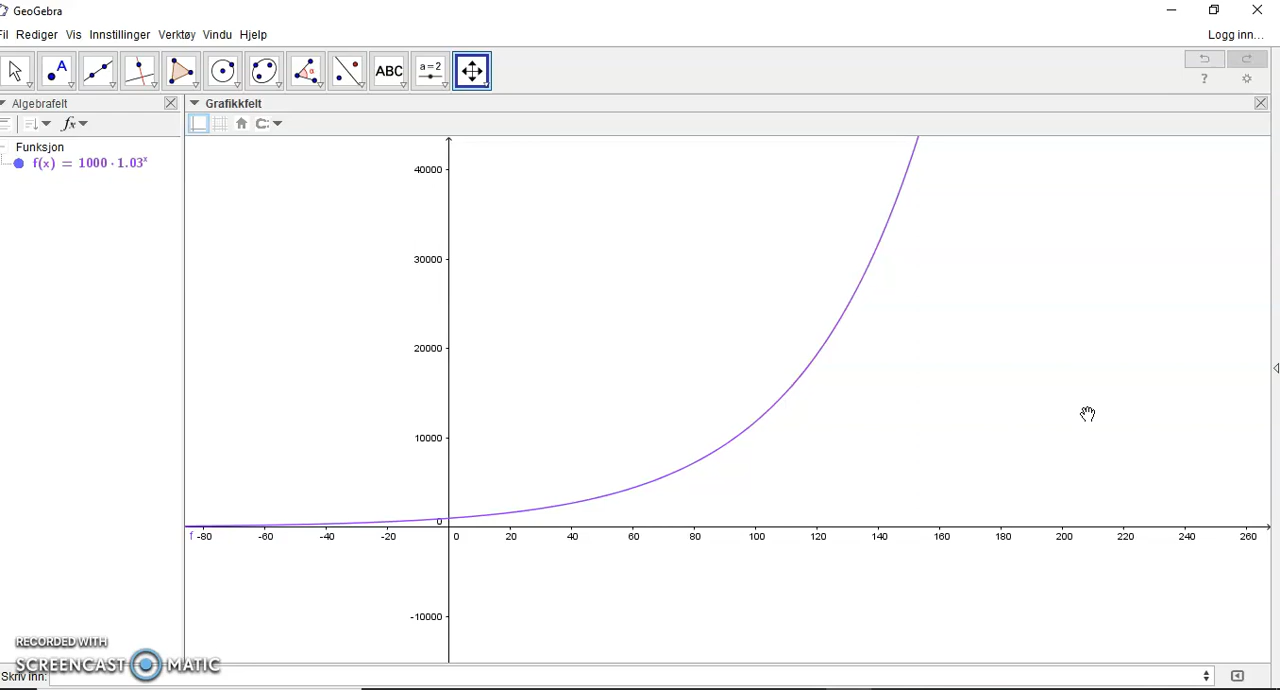 GeoGebra
Fil Rediger Vis Innstillinger Verktøy Vindu Hjelp
Logg inn...
A
α
ABC
a=2
?
Algebrafelt
Grafikkfelt
fx
Funksjon
f(x) = 1000 · 1.03ˣ
40000
30000
20000
10000
0
-80 -60 -40 -20 0 20 40 60 80 100 120 140 160 180 200 220 240 260
f
-10000
RECORDED WITH
SCREENCAST MATIC
Skriv inn: